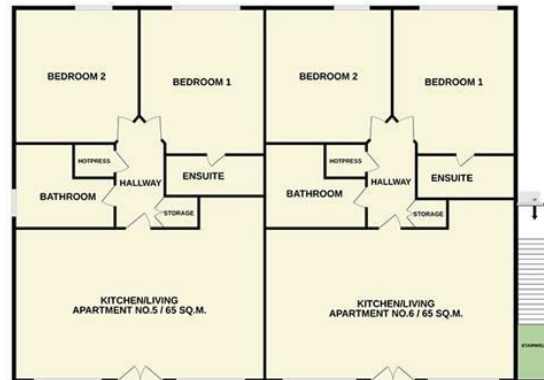 BEDROOM 2
BEDROOM 1
BEDROOM 2
BEDROOM 1
HOTPRESS
HALLWAY
ENSUITE
BATHROOM
STORAGE
HOTPRESS
HALLWAY
ENSUITE
BATHROOM
STORAGE
KITCHEN/LIVING
APARTMENT NO.5 / 65 SQ.M.
KITCHEN/LIVING
APARTMENT NO.6 / 65 SQ.M.